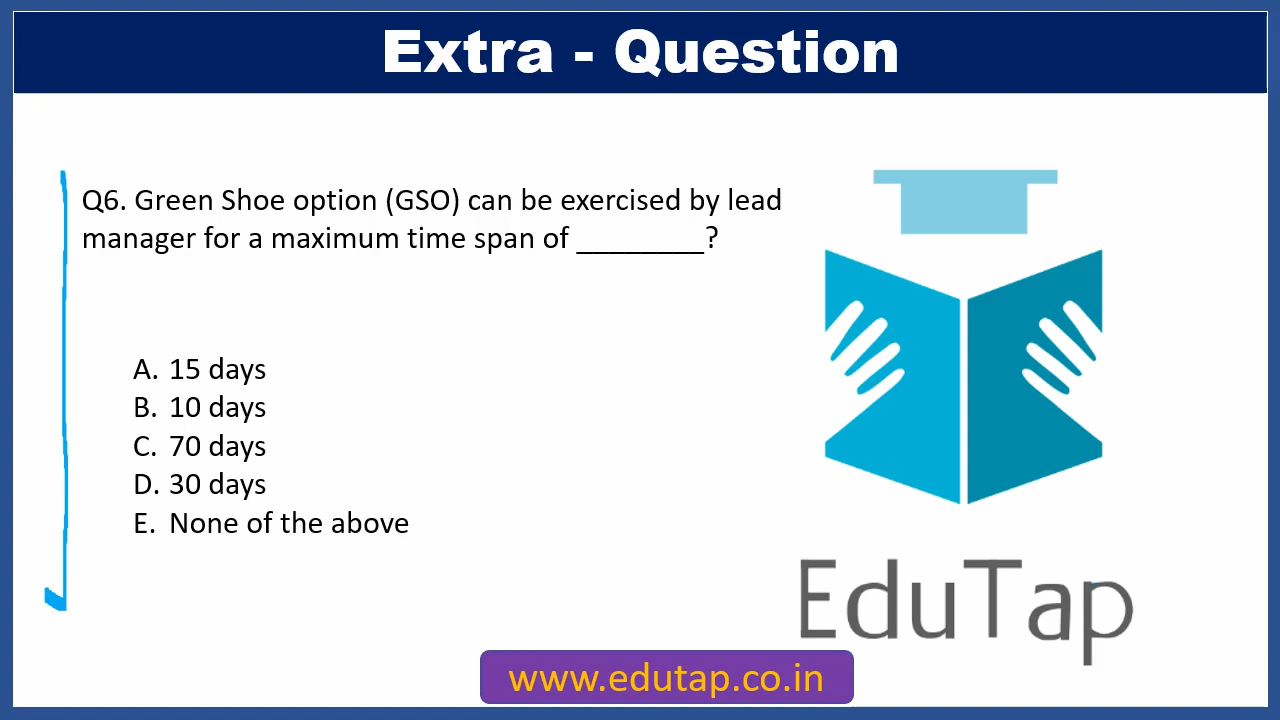 Extra - Question
Q6. Green Shoe option (GSO) can be exercised by lead
manager for a maximum time span of ________?
A. 15 days
B. 10 days
C. 70 days
D. 30 days
E. None of the above
EduTap
www.edutap.co.in